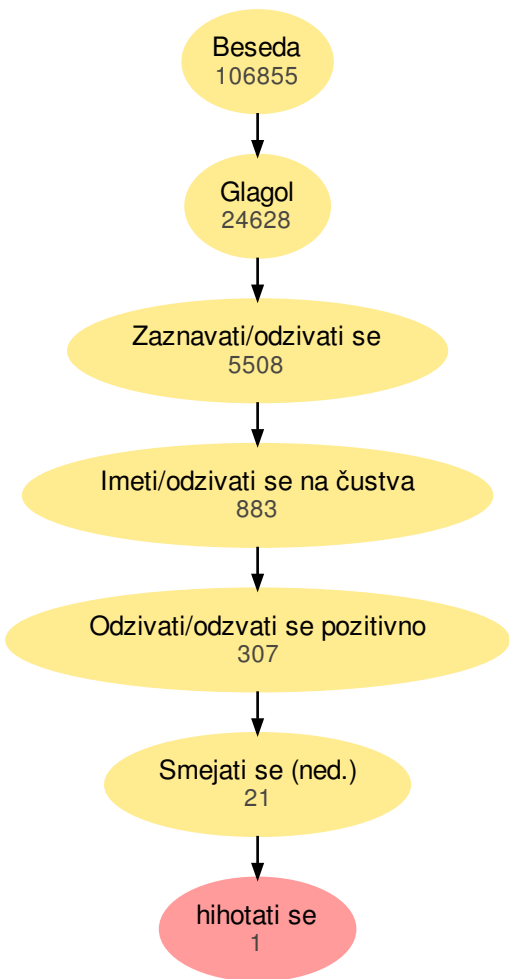 Beseda
106855
Glagol
24628
Zaznavati/odzivati se
5508
Imeti/odzivati se na čustva
883
Odzivati/odzvati se pozitivno
307
Smejati se (ned.)
21
hihotati se
1